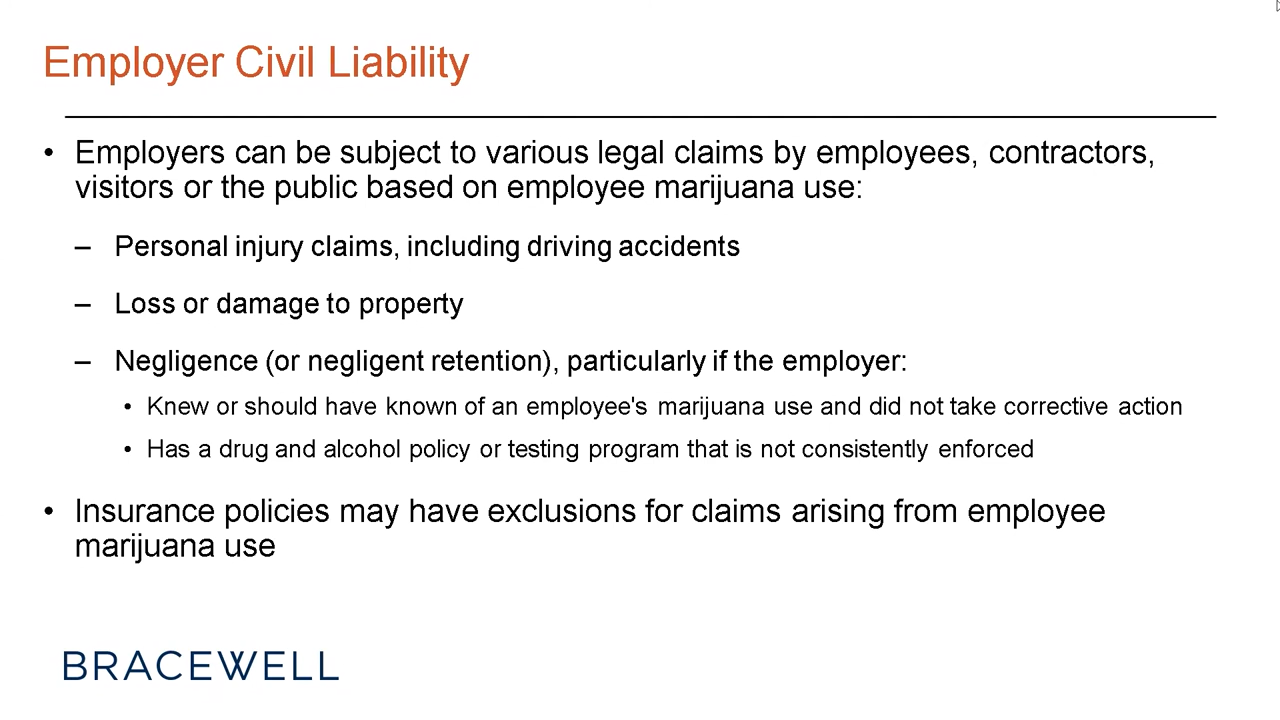 Employer Civil Liability
• Employers can be subject to various legal claims by employees, contractors,
visitors or the public based on employee marijuana use:
– Personal injury claims, including driving accidents
– Loss or damage to property
– Negligence (or negligent retention), particularly if the employer:
• Knew or should have known of an employee's marijuana use and did not take corrective action
• Has a drug and alcohol policy or testing program that is not consistently enforced
• Insurance policies may have exclusions for claims arising from employee
marijuana use
BRACEWELL